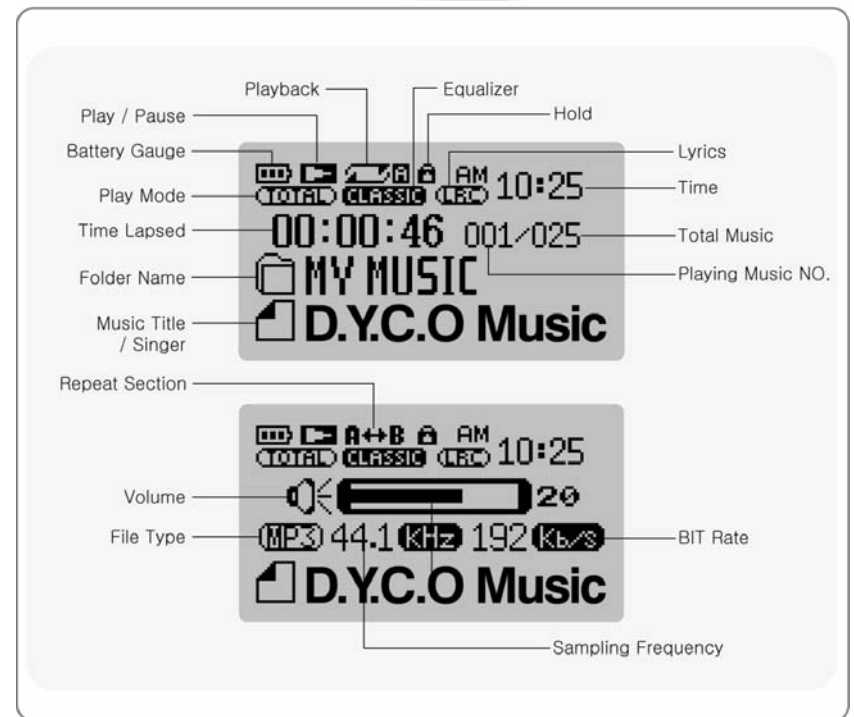 Playback
Equalizer
Play / Pause
Hold
Battery Gauge
Lyrics
A AM
Play Mode
TOTAL CLASSIC LRC 10:25
Time
Time Lapsed
00:00:46 001/025
Total Music
Folder Name
MY MUSIC
Playing Music NO.
Music Title
/ Singer
D.Y.C.O Music
Repeat Section
A↔B AM
TOTAL CLASSIC LRC 10:25
Volume
20
File Type
MP3 44.1 KHz 192 Kb/s
BIT Rate
D.Y.C.O Music
Sampling Frequency